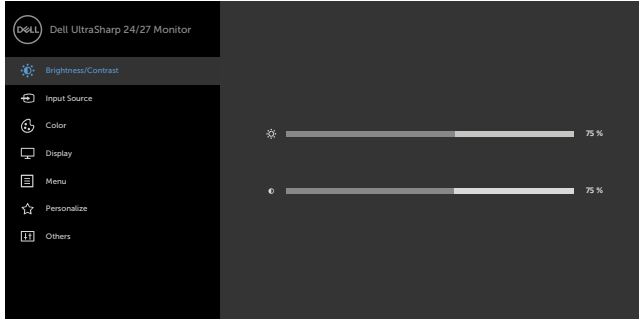 DELL
Dell UltraSharp 24/27 Monitor
Brightness/Contrast
Input Source
Color
Display
Menu
Personalize
Others
75 %
75 %